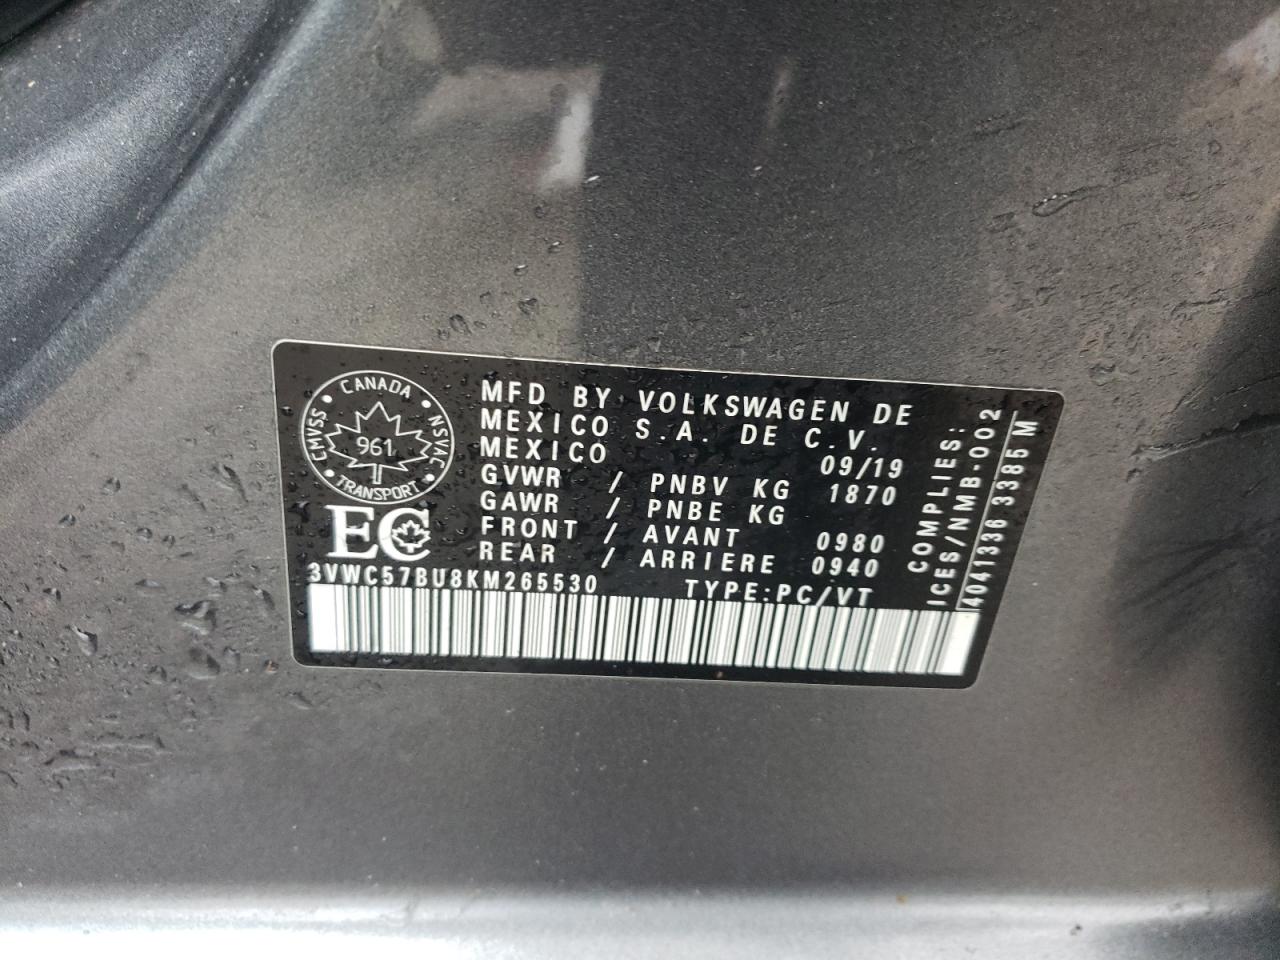 CANADA
CMVSS
NSVAC
961
TRANSPORT
EC
MFD BY VOLKSWAGEN DE
MEXICO S.A. DE C.V.
MEXICO 09/19
GVWR / PNBV KG 1870
GAWR / PNBE KG
FRONT / AVANT 0980
REAR / ARRIERE 0940
3VWC57BU8KM265530 TYPE:PC/VT
COMPLIES:
ICES/NMB-002
4041336 3385 M